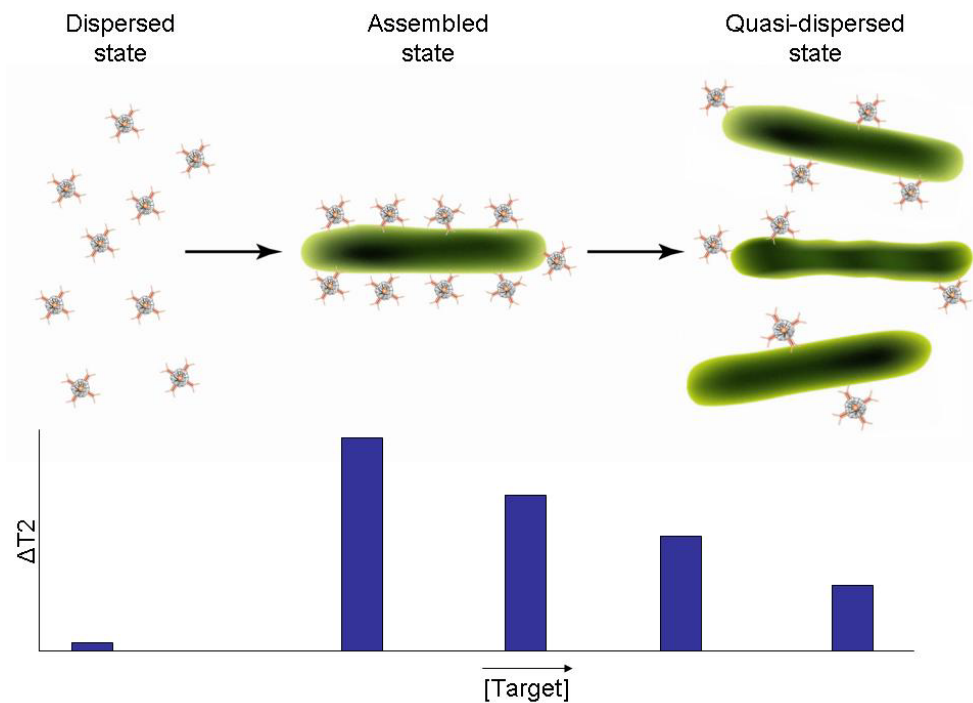 Dispersed
state
Assembled
state
Quasi-dispersed
state
ΔT2
[Target]